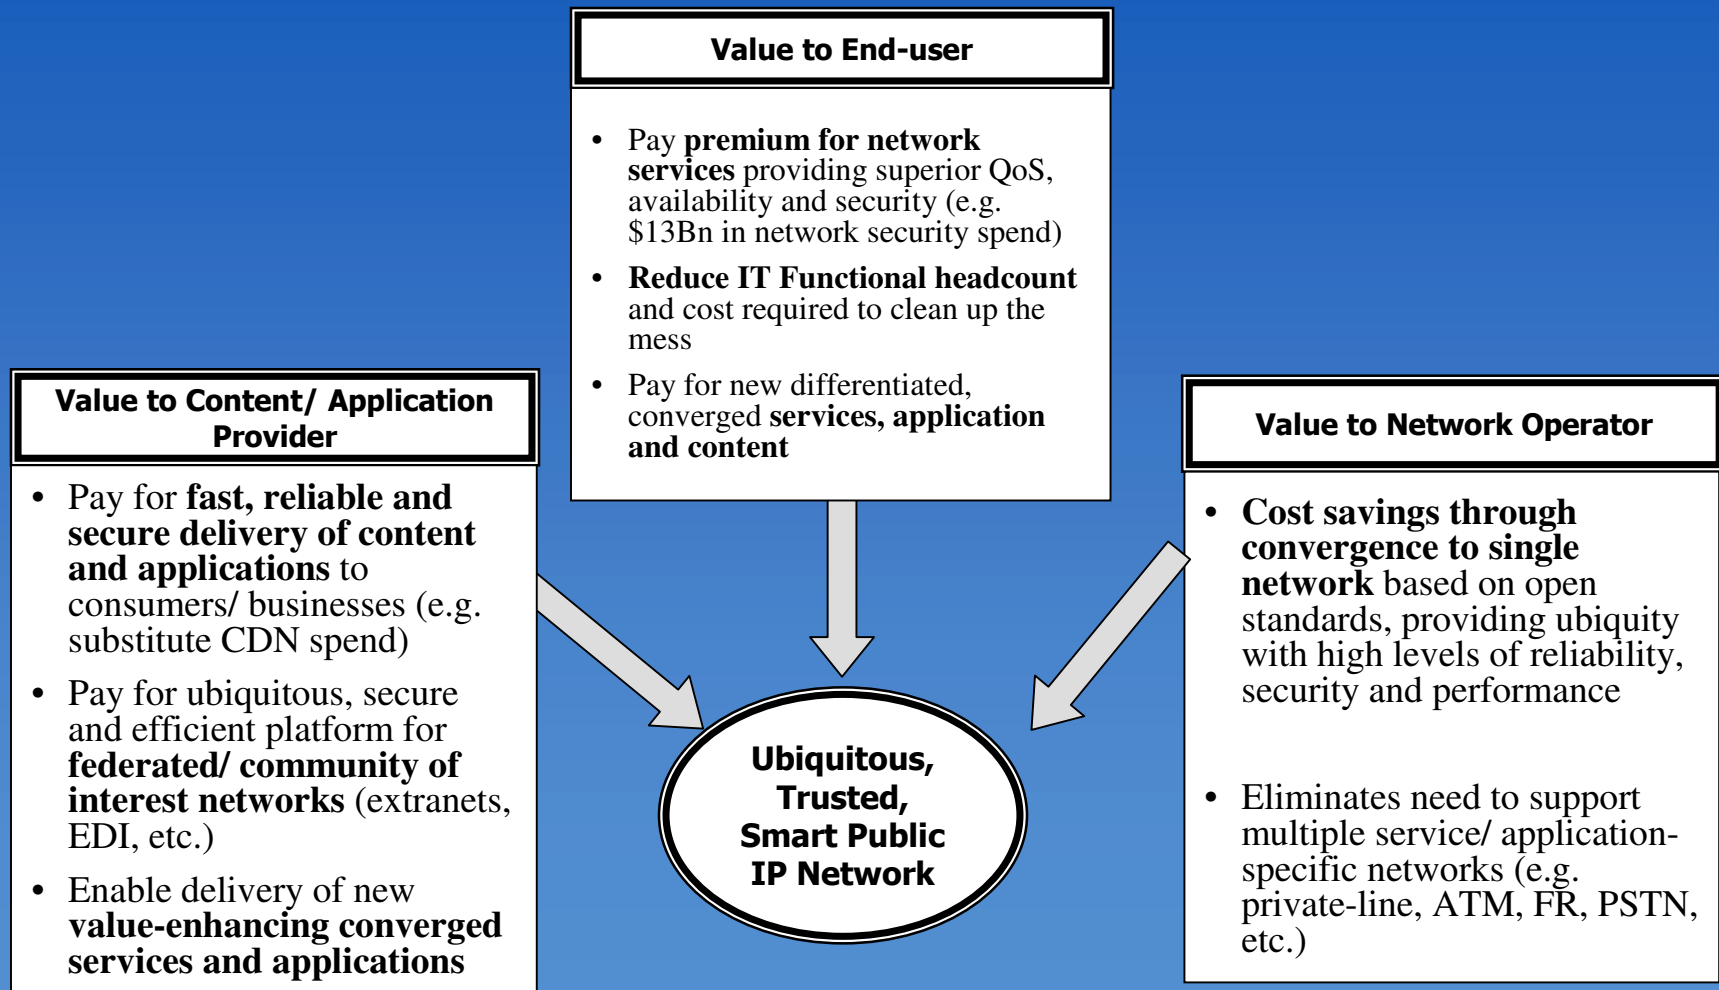 Value to End-user
• Pay premium for network
services providing superior QoS,
availability and security (e.g.
$13Bn in network security spend)
• Reduce IT Functional headcount
and cost required to clean up the
mess
• Pay for new differentiated,
converged services, application
and content
Value to Content/ Application
Provider
• Pay for fast, reliable and
secure delivery of content
and applications to
consumers/ businesses (e.g.
substitute CDN spend)
• Pay for ubiquitous, secure
and efficient platform for
federated/ community of
interest networks (extranets,
EDI, etc.)
• Enable delivery of new
value-enhancing converged
services and applications
Value to Network Operator
• Cost savings through
convergence to single
network based on open
standards, providing ubiquity
with high levels of reliability,
security and performance
• Eliminates need to support
multiple service/ application-
specific networks (e.g.
private-line, ATM, FR, PSTN,
etc.)
Ubiquitous,
Trusted,
Smart Public
IP Network